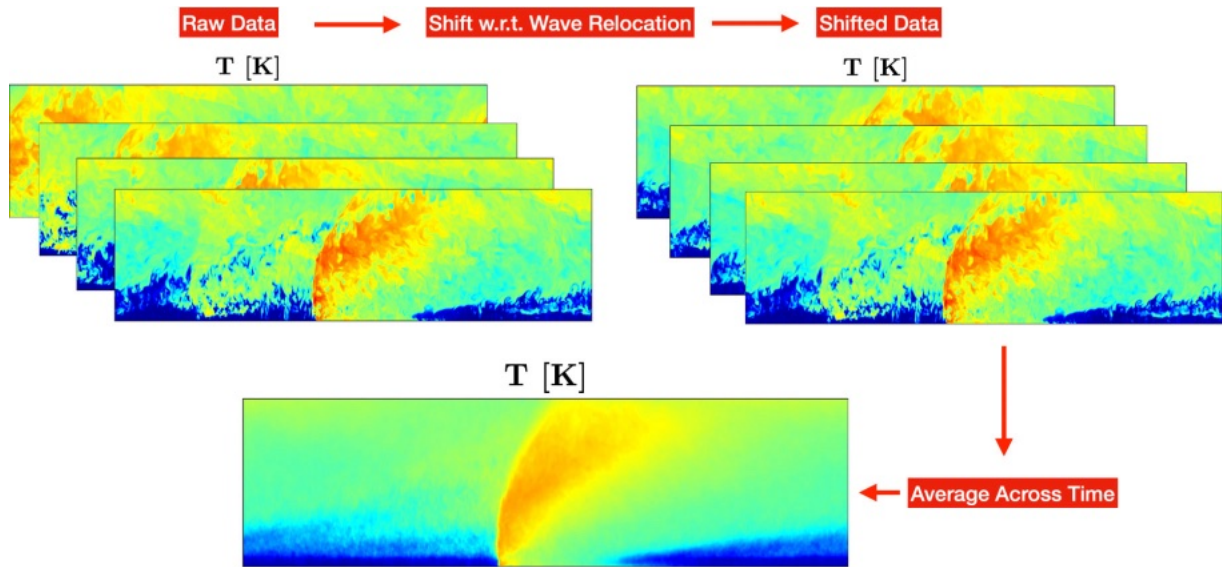 Raw Data
Shift w.r.t. Wave Relocation
Shifted Data
T [K]
T [K]
T [K]
Average Across Time